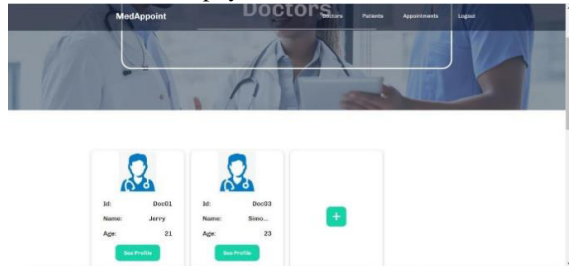 MedAppoint Doctors Doctors Patients Appointments Logout
Id: Doc01
Name: Jerry
Age: 21
See Profile
Id: Doc03
Name: Simo...
Age: 23
See Profile
+